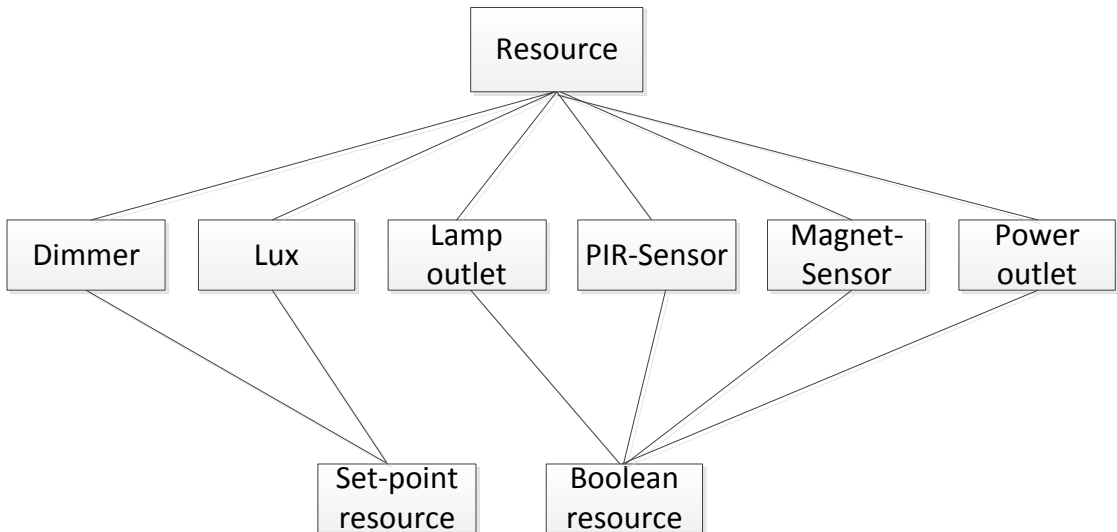 Resource
Dimmer
Lux
Lamp
outlet
PIR-Sensor
Magnet-
Sensor
Power
outlet
Set-point
resource
Boolean
resource